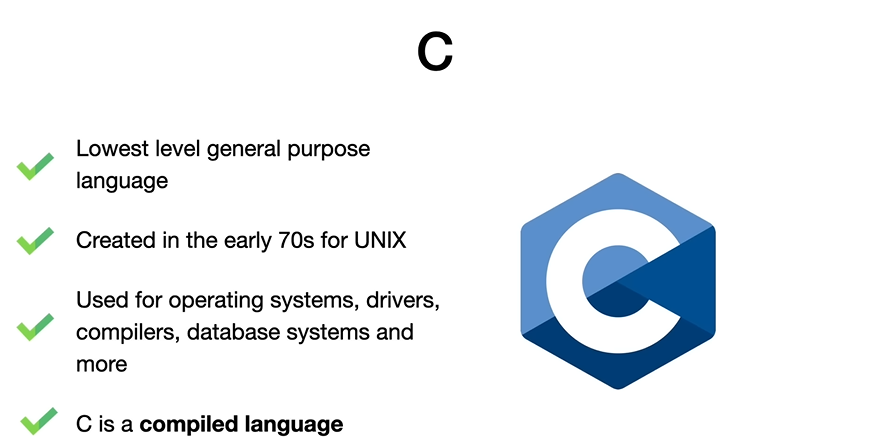 C
Lowest level general purpose
language
Created in the early 70s for UNIX
Used for operating systems, drivers,
compilers, database systems and
more
C is a compiled language
C